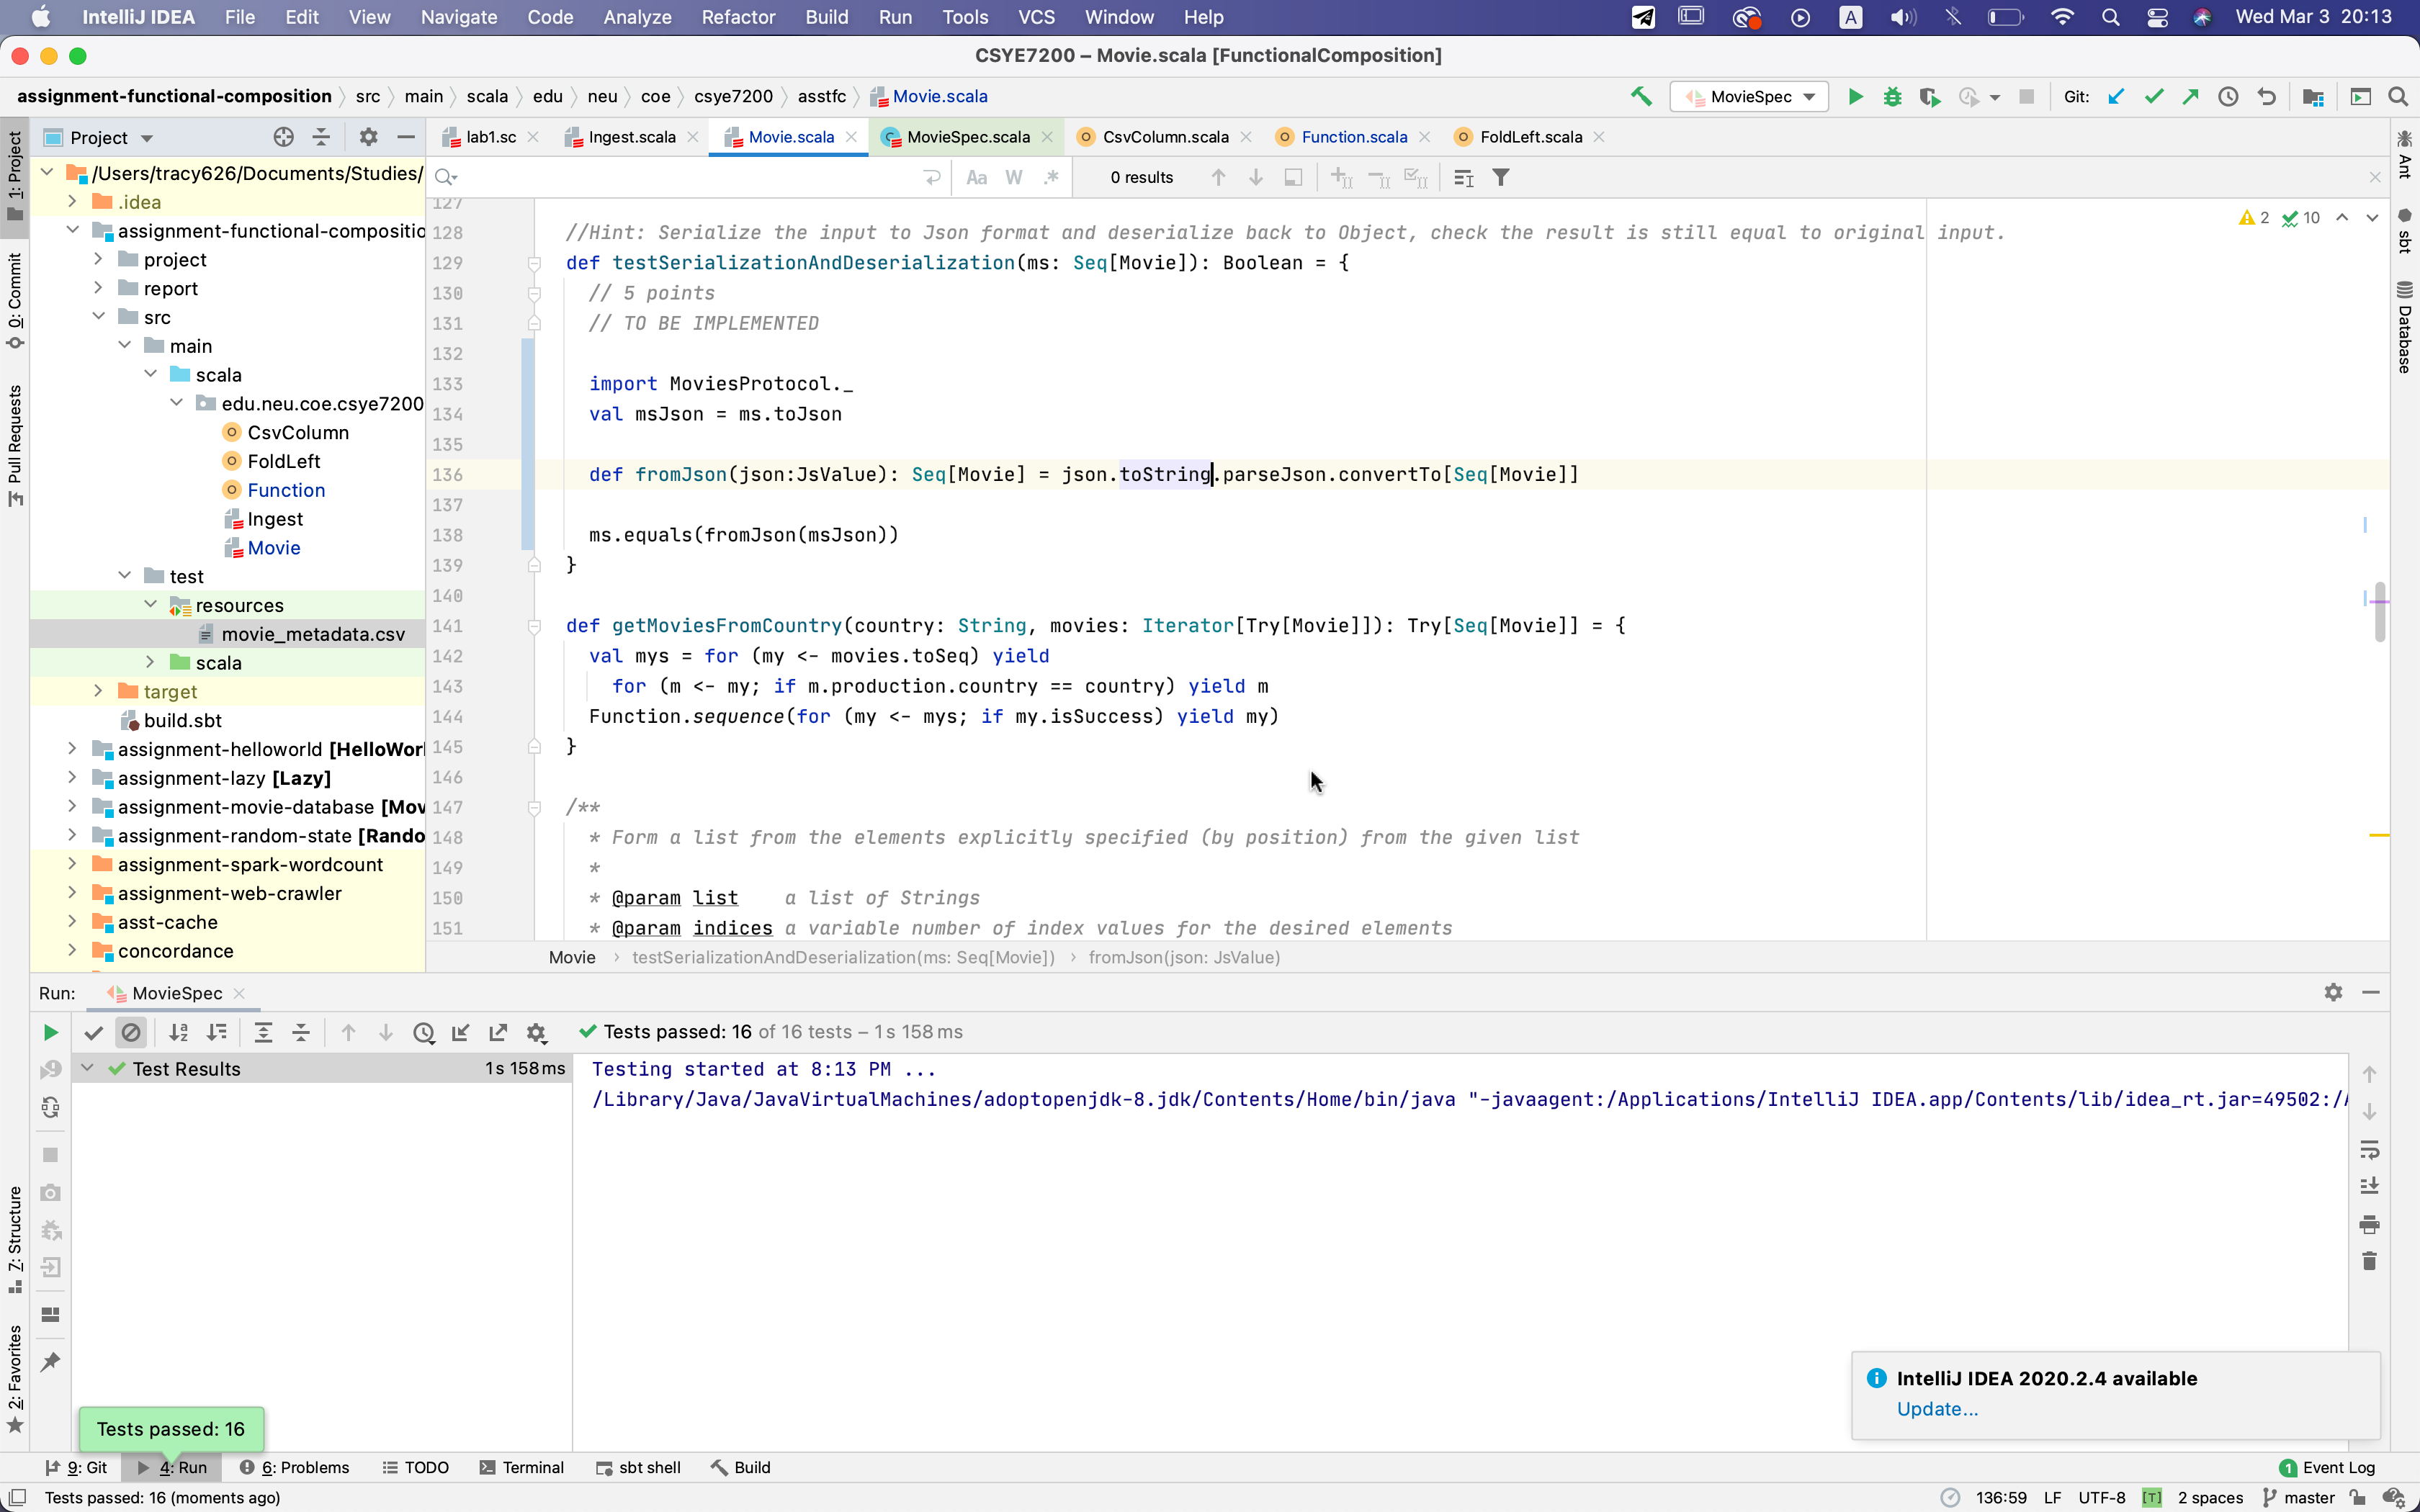 IntelliJ IDEA File Edit View Navigate Code Analyze Refactor Build Run Tools VCS Window Help A Wed Mar 3 20:13
CSYE7200 – Movie.scala [FunctionalComposition]
assignment-functional-composition src main scala edu neu coe csye7200 asstfc Movie.scala MovieSpec Git:
Project lab1.sc Ingest.scala Movie.scala MovieSpec.scala CsvColumn.scala Function.scala FoldLeft.scala
Aa W .* 0 results
1: Project
0: Commit
Pull Requests
7: Structure
2: Favorites
Ant
sbt
Database
/Users/tracy626/Documents/Studies/
.idea
assignment-functional-compositio
project
report
src
main
scala
edu.neu.coe.csye7200
CsvColumn
FoldLeft
Function
Ingest
Movie
test
resources
movie_metadata.csv
scala
target
build.sbt
assignment-helloworld [HelloWorl
assignment-lazy [Lazy]
assignment-movie-database [Mov
assignment-random-state [Rando
assignment-spark-wordcount
assignment-web-crawler
asst-cache
concordance
2 10
127
128 //Hint: Serialize the input to Json format and deserialize back to Object, check the result is still equal to original input.
129 def testSerializationAndDeserialization(ms: Seq[Movie]): Boolean = {
130 // 5 points
131 // TO BE IMPLEMENTED
132
133 import MoviesProtocol._
134 val msJson = ms.toJson
135
136 def fromJson(json:JsValue): Seq[Movie] = json.toString.parseJson.convertTo[Seq[Movie]]
137
138 ms.equals(fromJson(msJson))
139 }
140
141 def getMoviesFromCountry(country: String, movies: Iterator[Try[Movie]]): Try[Seq[Movie]] = {
142 val mys = for (my <- movies.toSeq) yield
143 for (m <- my; if m.production.country == country) yield m
144 Function.sequence(for (my <- mys; if my.isSuccess) yield my)
145 }
146
147 /**
148 * Form a list from the elements explicitly specified (by position) from the given list
149 *
150 * @param list a list of Strings
151 * @param indices a variable number of index values for the desired elements
Movie testSerializationAndDeserialization(ms: Seq[Movie]) fromJson(json: JsValue)
Run: MovieSpec
Tests passed: 16 of 16 tests – 1 s 158 ms
Test Results 1 s 158 ms
Testing started at 8:13 PM ...
/Library/Java/JavaVirtualMachines/adoptopenjdk-8.jdk/Contents/Home/bin/java "-javaagent:/Applications/IntelliJ IDEA.app/Contents/lib/idea_rt.jar=49502:/A
IntelliJ IDEA 2020.2.4 available
Update...
Tests passed: 16
9: Git 4: Run 6: Problems TODO Terminal sbt shell Build 1 Event Log
Tests passed: 16 (moments ago) 136:59 LF UTF-8 [T] 2 spaces master